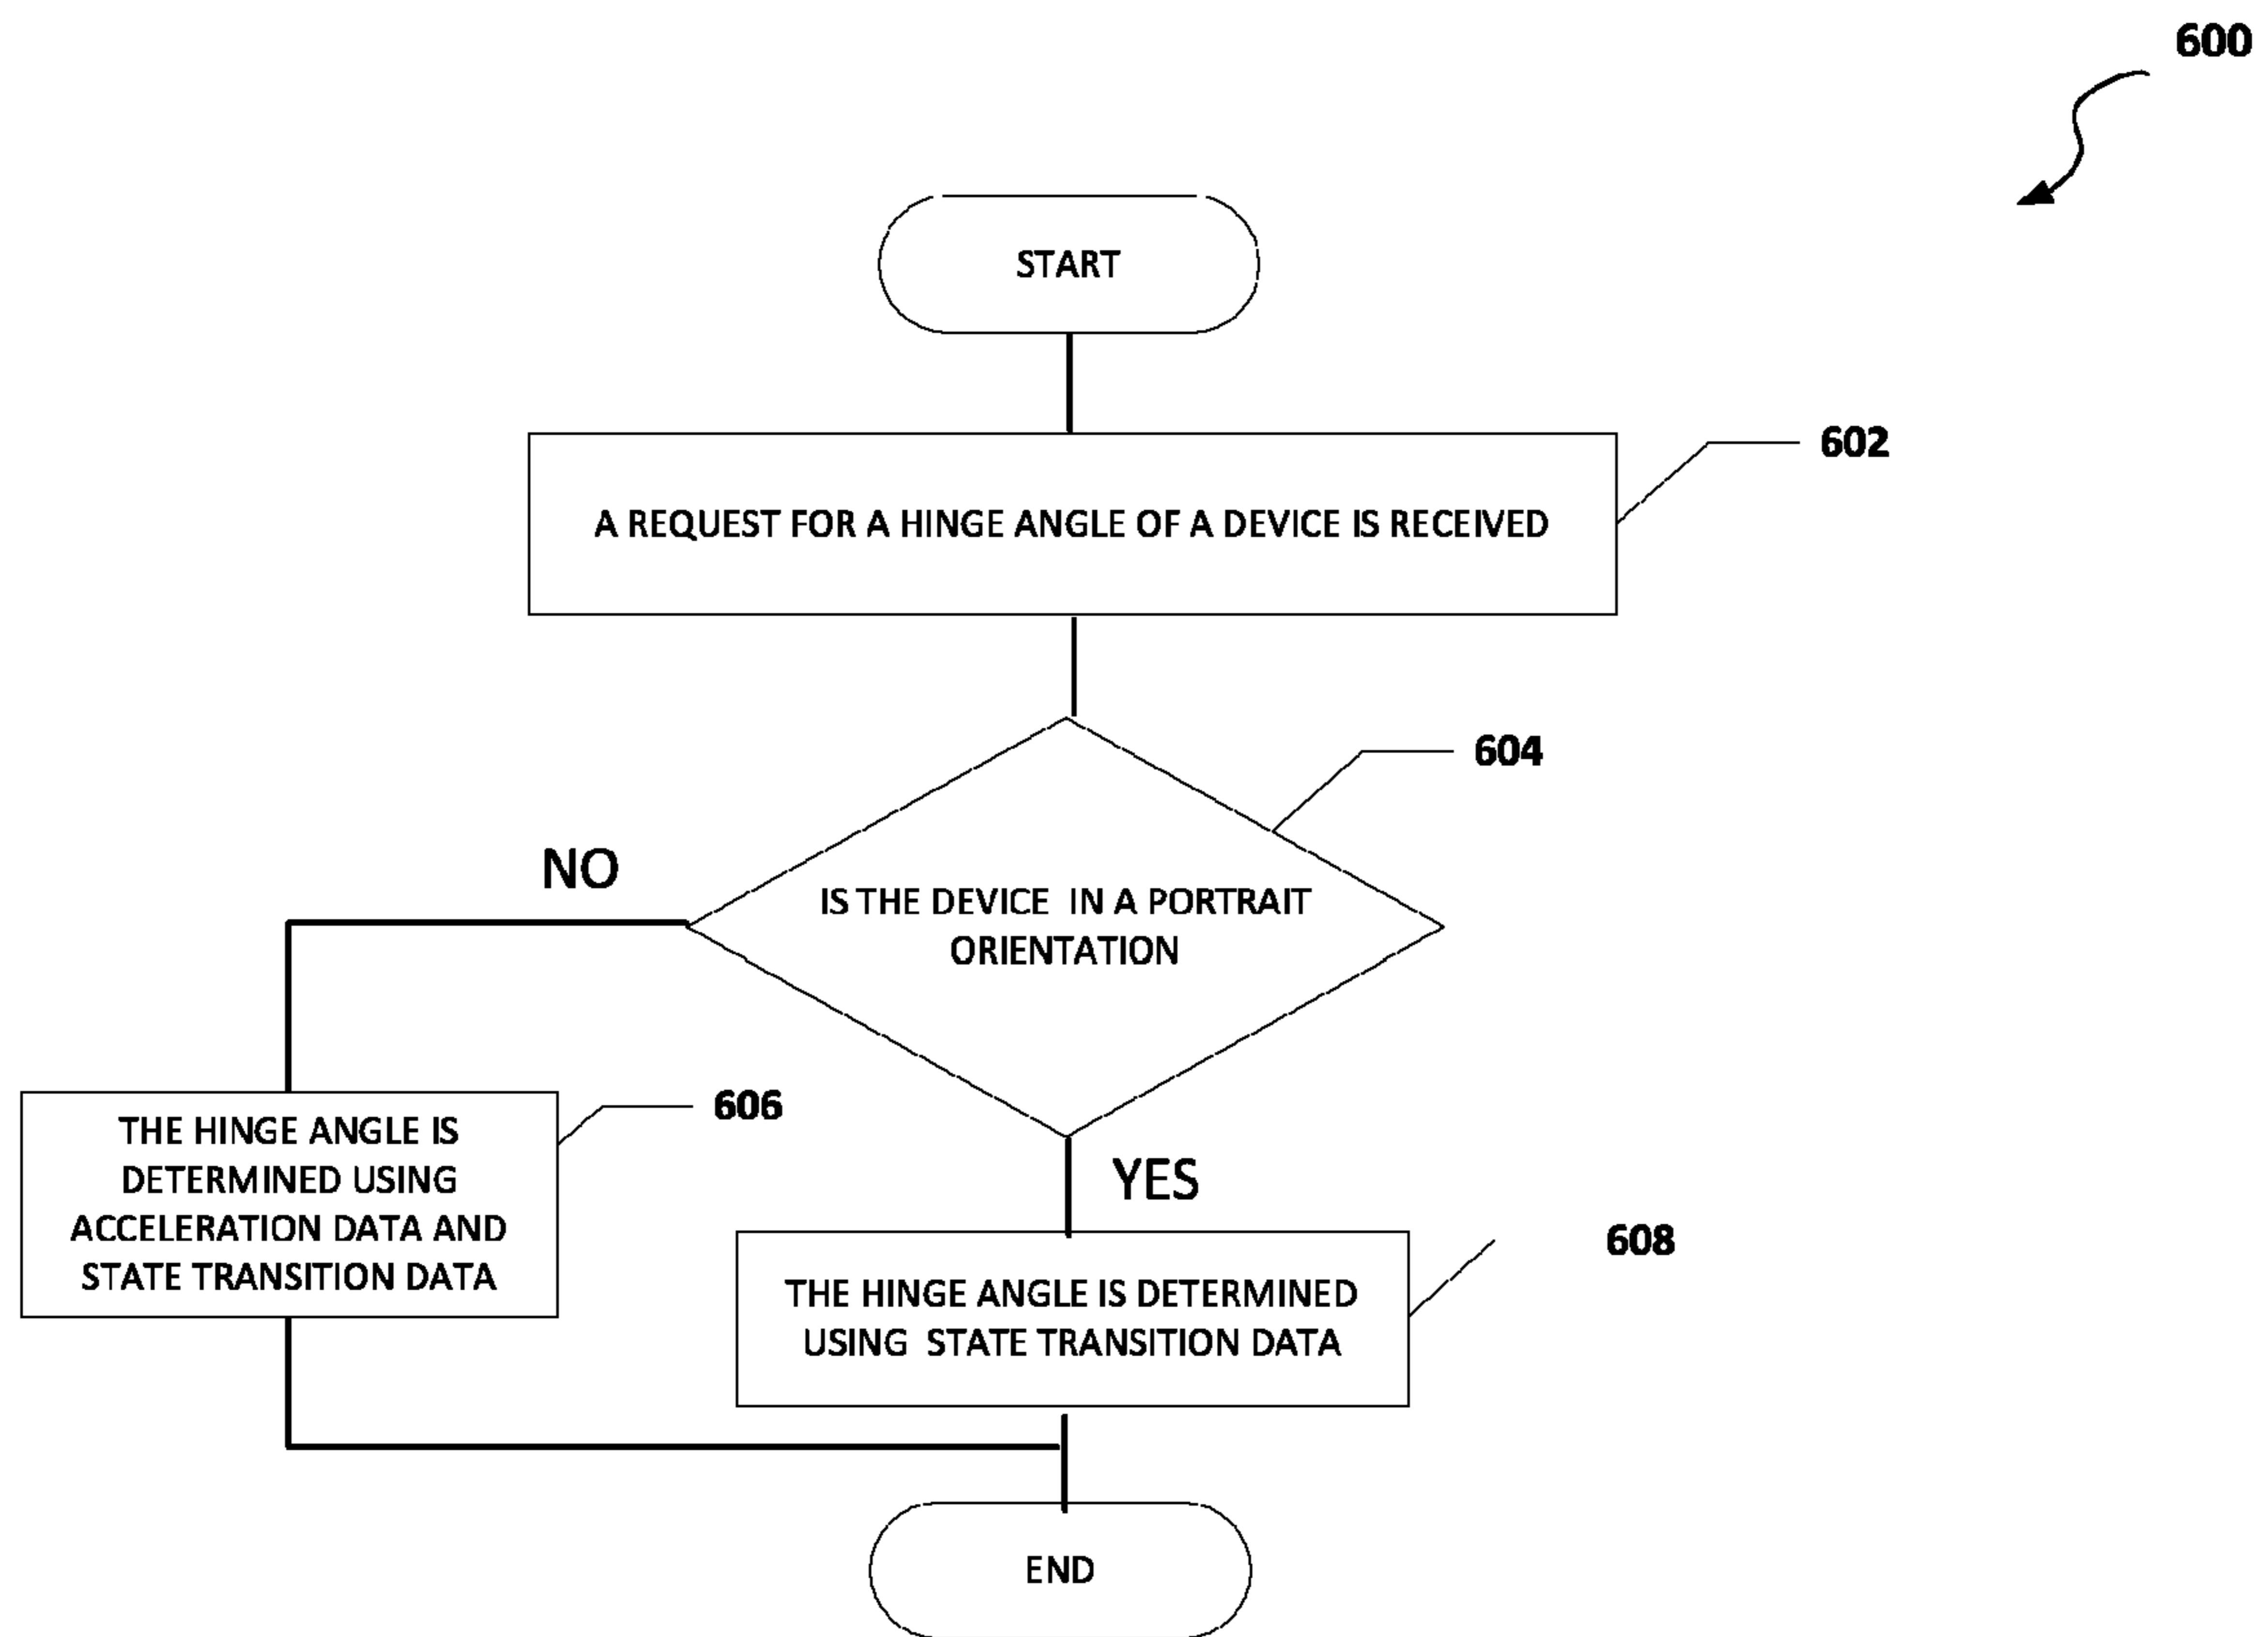 600
START
A REQUEST FOR A HINGE ANGLE OF A DEVICE IS RECEIVED
602
604
NO
IS THE DEVICE IN A PORTRAIT
ORIENTATION
THE HINGE ANGLE IS
DETERMINED USING
ACCELERATION DATA AND
STATE TRANSITION DATA
606
YES
THE HINGE ANGLE IS DETERMINED
USING STATE TRANSITION DATA
608
END